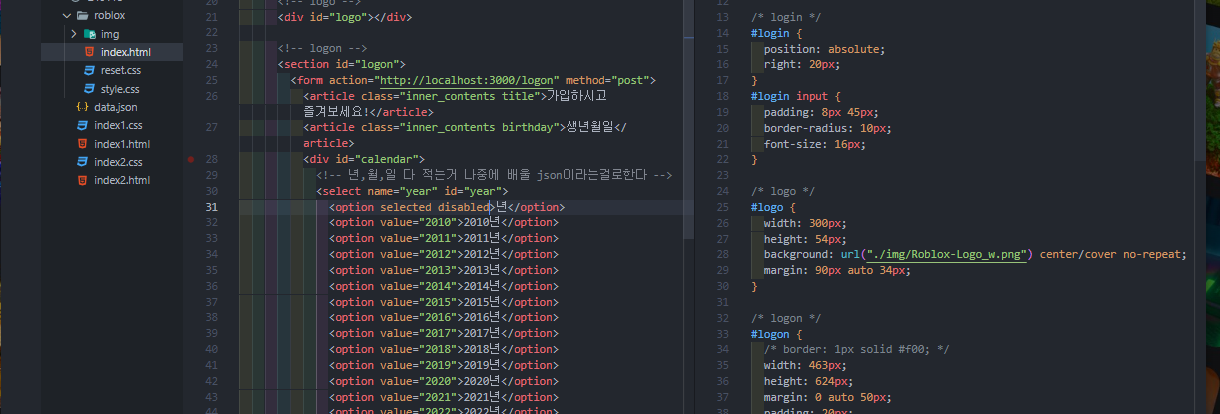 roblox
img
index.html
reset.css
style.css
data.json
index1.css
index1.html
index2.css
index2.html
20 <!-- logo -->
21 <div id="logo"></div>
22
23 <!-- logon -->
24 <section id="logon">
25 <form action="http://localhost:3000/logon" method="post">
26 <article class="inner_contents title">가입하시고
즐겨보세요!</article>
27 <article class="inner_contents birthday">생년월일</
article>
28 <div id="calendar">
29 <!-- 년,월,일 다 적는거 나중에 배울 json이라는걸로한다 -->
30 <select name="year" id="year">
31 <option selected disabled>년</option>
32 <option value="2010">2010년</option>
33 <option value="2011">2011년</option>
34 <option value="2012">2012년</option>
35 <option value="2013">2013년</option>
36 <option value="2014">2014년</option>
37 <option value="2015">2015년</option>
38 <option value="2016">2016년</option>
39 <option value="2017">2017년</option>
40 <option value="2018">2018년</option>
41 <option value="2019">2019년</option>
42 <option value="2020">2020년</option>
43 <option value="2021">2021년</option>
44 <option value="2022">2022년</option>
12
13 /* login */
14 #login {
15 position: absolute;
16 right: 20px;
17 }
18 #login input {
19 padding: 8px 45px;
20 border-radius: 10px;
21 font-size: 16px;
22 }
23
24 /* logo */
25 #logo {
26 width: 300px;
27 height: 54px;
28 background: url("./img/Roblox-Logo_w.png") center/cover no-repeat;
29 margin: 90px auto 34px;
30 }
31
32 /* logon */
33 #logon {
34 /* border: 1px solid #f00; */
35 width: 463px;
36 height: 624px;
37 margin: 0 auto 50px;
38 padding: 20px